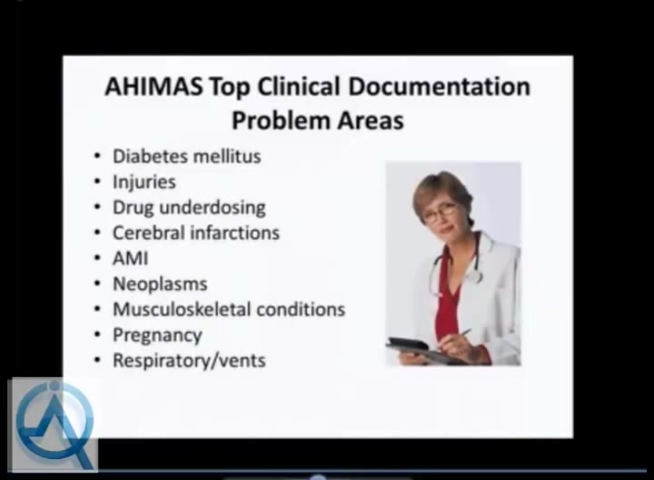 AHIMAS Top Clinical Documentation
Problem Areas
• Diabetes mellitus
• Injuries
• Drug underdosing
• Cerebral infarctions
• AMI
• Neoplasms
• Musculoskeletal conditions
• Pregnancy
• Respiratory/vents